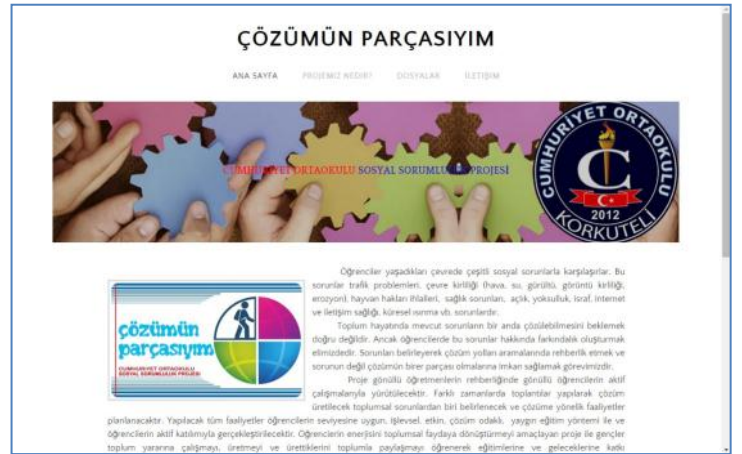 ÇÖZÜMÜN PARÇASIYIM
ANA SAYFA PROJEMİZ NEDİR? DOSYALAR İLETİŞİM
CUMHURİYET ORTAOKULU SOSYAL SORUMLULUK PROJESİ
CUMHURİYET ORTAOKULU
C
2012
KORKUTELİ
çözümün
parçasıyım
CUMHURİYET ORTAOKULU
SOSYAL SORUMLULUK PROJESİ
Öğrenciler yaşadıkları çevrede çeşitli sosyal sorunlarla karşılaşırlar. Bu
sorunlar trafik problemleri, çevre kirliliği (hava, su, gürültü, görüntü kirliliği,
erozyon), hayvan hakları ihlalleri, sağlık sorunları, açlık, yoksulluk, israf, internet
ve iletişim sağlığı, küresel ısınma vb. sorunlardır.
Toplum hayatında mevcut sorunların bir anda çözülebilmesini beklemek
doğru değildir. Ancak öğrencilerde bu sorunlar hakkında farkındalık oluşturmak
elimizdedir. Sorunları belirleyerek çözüm yolları aramalarında rehberlik etmek ve
sorunun değil çözümün birer parçası olmalarına imkan sağlamak görevimizdir.
Proje gönüllü öğretmenlerin rehberliğinde gönüllü öğrencilerin aktif
çalışmalarıyla yürütülecektir. Farklı zamanlarda toplantılar yapılarak çözüm
üretilecek toplumsal sorunlardan biri belirlenecek ve çözüme yönelik faaliyetler
planlanacaktır. Yapılacak tüm faaliyetler öğrencilerin seviyesine uygun, işlevsel, etkin, çözüm odaklı, yaygın eğitim yöntemi ile ve
öğrencilerin aktif katılımıyla gerçekleştirilecektir. Öğrencilerin enerjisini toplumsal faydaya dönüştürmeyi amaçlayan proje ile gençler
toplum yararına çalışmayı, üretmeyi ve ürettiklerini toplumla paylaşmayı öğrenerek eğitimlerine ve geleceklerine katkı